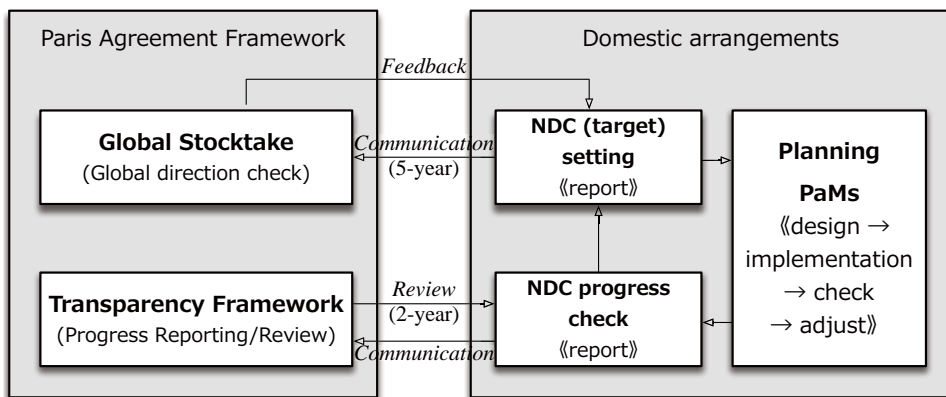 Paris Agreement Framework
Domestic arrangements
Feedback
Global Stocktake
(Global direction check)
Communication
(5-year)
NDC (target)
setting
《report》
Planning
PaMs
《design →
implementation
→ check
→ adjust》
Transparency Framework
(Progress Reporting/Review)
Review
(2-year)
Communication
NDC progress
check
《report》